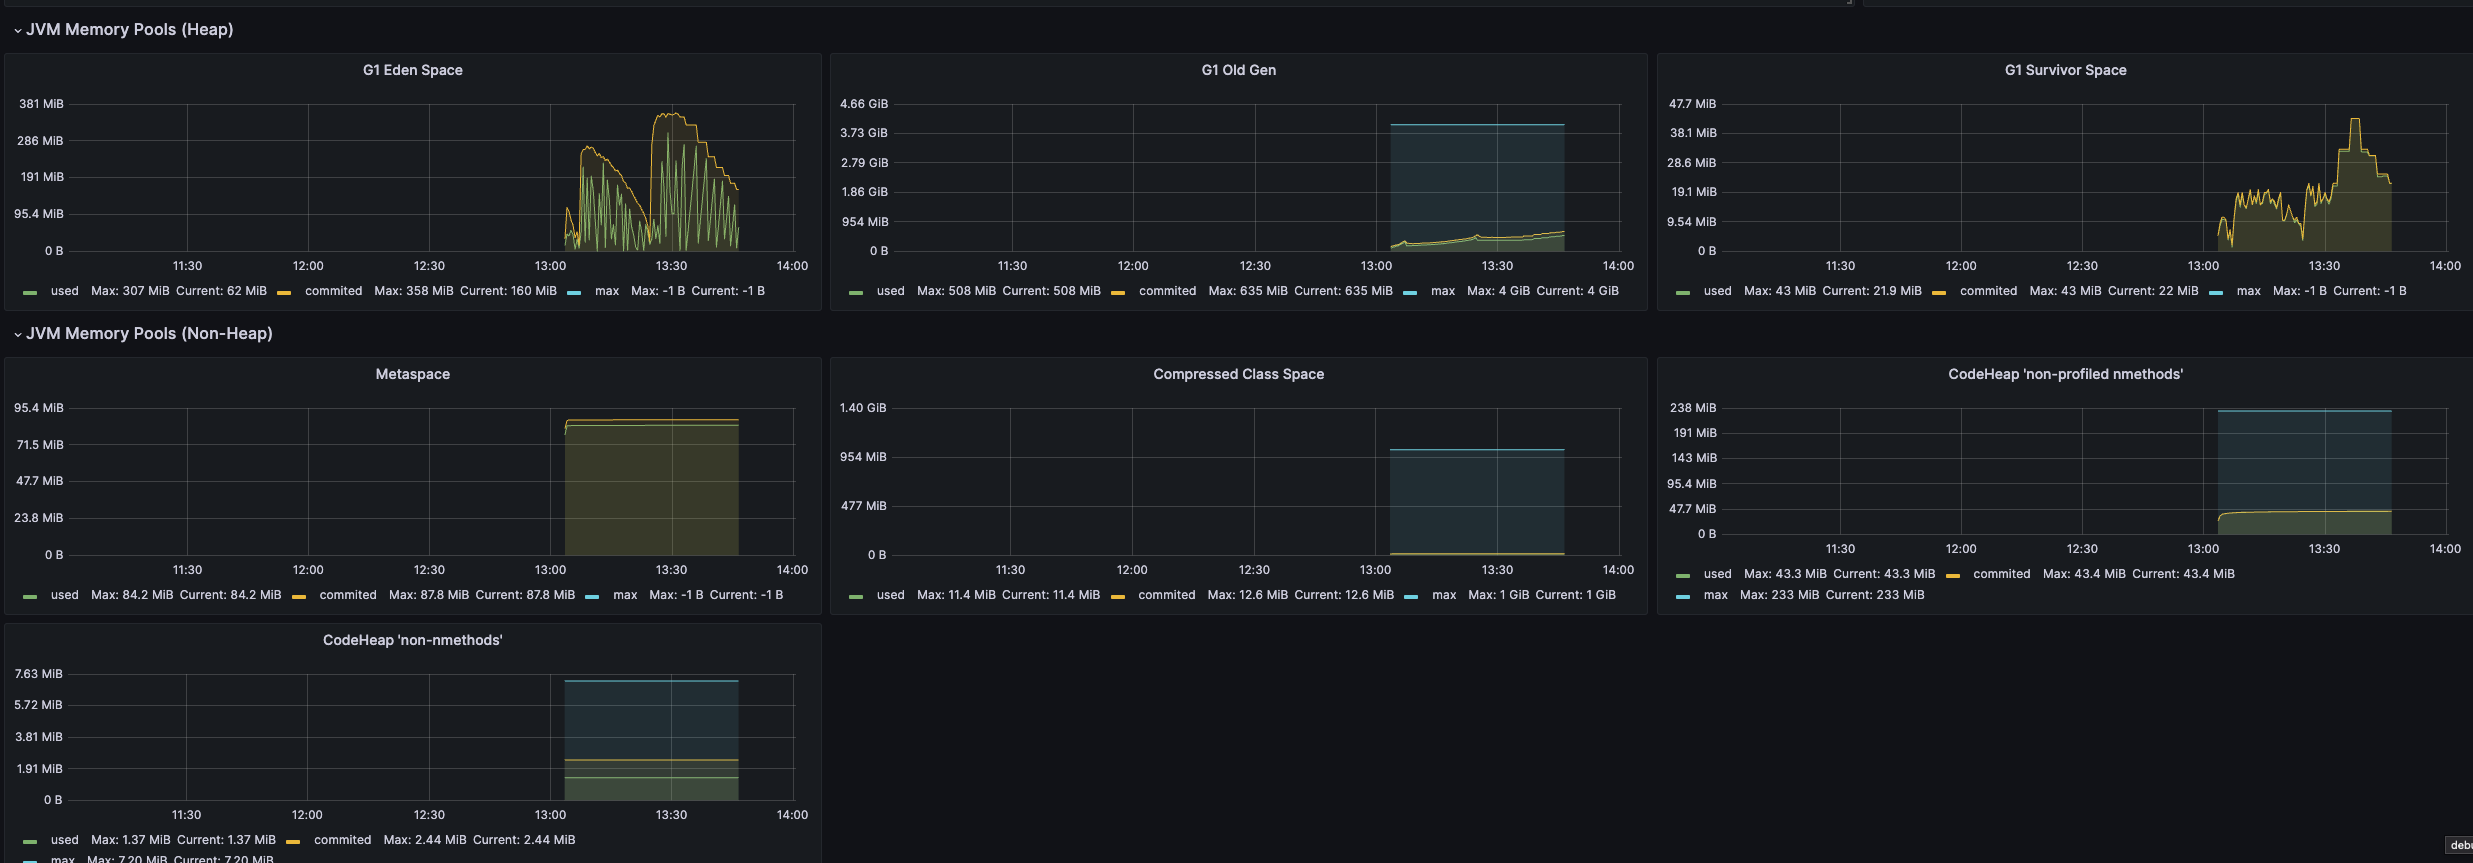 JVM Memory Pools (Heap)
G1 Eden Space
381 MiB
286 MiB
191 MiB
95.4 MiB
0 B
11:30 12:00 12:30 13:00 13:30 14:00
used Max: 307 MiB Current: 62 MiB commited Max: 358 MiB Current: 160 MiB max Max: -1 B Current: -1 B
G1 Old Gen
4.66 GiB
3.73 GiB
2.79 GiB
1.86 GiB
954 MiB
0 B
11:30 12:00 12:30 13:00 13:30 14:00
used Max: 508 MiB Current: 508 MiB commited Max: 635 MiB Current: 635 MiB max Max: 4 GiB Current: 4 GiB
G1 Survivor Space
47.7 MiB
38.1 MiB
28.6 MiB
19.1 MiB
9.54 MiB
0 B
11:30 12:00 12:30 13:00 13:30 14:00
used Max: 43 MiB Current: 21.9 MiB commited Max: 43 MiB Current: 22 MiB max Max: -1 B Current: -1 B
JVM Memory Pools (Non-Heap)
Metaspace
95.4 MiB
71.5 MiB
47.7 MiB
23.8 MiB
0 B
11:30 12:00 12:30 13:00 13:30 14:00
used Max: 84.2 MiB Current: 84.2 MiB commited Max: 87.8 MiB Current: 87.8 MiB max Max: -1 B Current: -1 B
Compressed Class Space
1.40 GiB
954 MiB
477 MiB
0 B
11:30 12:00 12:30 13:00 13:30 14:00
used Max: 11.4 MiB Current: 11.4 MiB commited Max: 12.6 MiB Current: 12.6 MiB max Max: 1 GiB Current: 1 GiB
CodeHeap 'non-profiled nmethods'
238 MiB
191 MiB
143 MiB
95.4 MiB
47.7 MiB
0 B
11:30 12:00 12:30 13:00 13:30 14:00
used Max: 43.3 MiB Current: 43.3 MiB commited Max: 43.4 MiB Current: 43.4 MiB
max Max: 233 MiB Current: 233 MiB
CodeHeap 'non-nmethods'
7.63 MiB
5.72 MiB
3.81 MiB
1.91 MiB
0 B
11:30 12:00 12:30 13:00 13:30 14:00
used Max: 1.37 MiB Current: 1.37 MiB commited Max: 2.44 MiB Current: 2.44 MiB
max Max: 7.20 MiB Current: 7.20 MiB